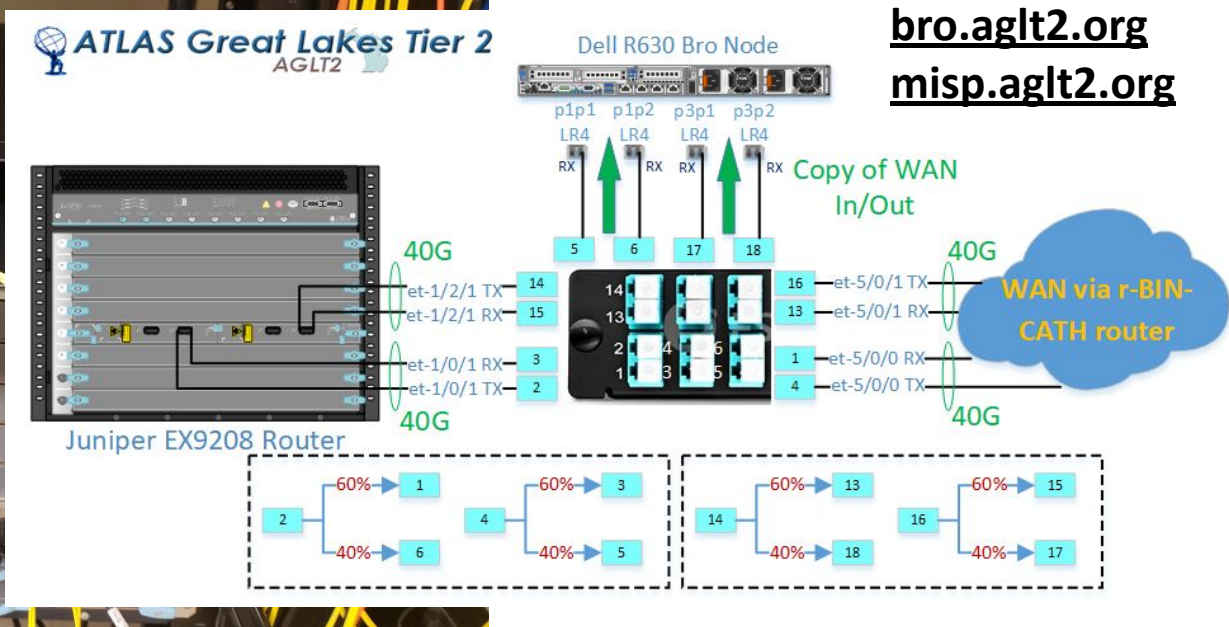 ATLAS Great Lakes Tier 2
AGLT2
bro.aglt2.org
misp.aglt2.org
Dell R630 Bro Node
p1p1 p1p2 p3p1 p3p2
LR4 LR4 LR4 LR4
RX RX RX RX
Copy of WAN
In/Out
5 6 17 18
40G 40G
et-1/2/1 TX 14
et-1/2/1 RX 15
et-1/0/1 RX 3
et-1/0/1 TX 2
40G
14
13
2 4 6
1 3 5
16 et-5/0/1 TX
13 et-5/0/1 RX
1 et-5/0/0 RX
4 et-5/0/0 TX
40G
WAN via r-BIN-
CATH router
Juniper EX9208 Router
60% 1 60% 3 60% 13 60% 15
2 4 14 16
40% 6 40% 5 40% 18 40% 17